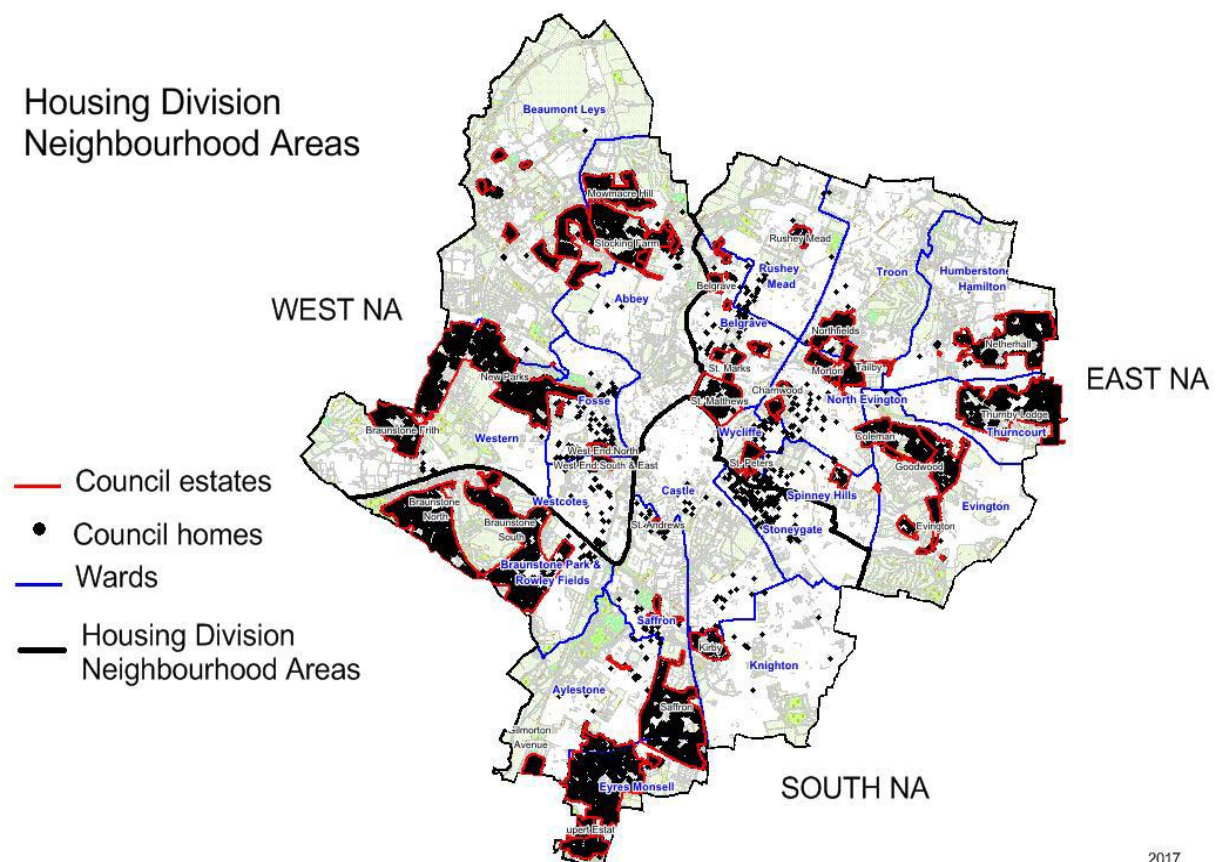 Housing Division
Neighbourhood Areas
Beaumont Leys
Mowmacre Hill
Stocking Farm
Rushey Mead
Rushey
Mead
Troon
Humberstone
Hamilton
Belgrave
WEST NA
Abbey
Belgrave
Northfields
Netherhall
St. Marks
Morton
Tailby
EAST NA
New Parks
Charnwood
Fosse
St. Matthews
North Evington
Thurnby Lodge
Braunstone Frith
Western
Wycliffe
Coleman
Thurncourt
West End:North
West End:South & East
St. Peters
Goodwood
Council estates
Castle
Spinney Hills
Braunstone
North
Westcotes
Evington
Council homes
Braunstone
South
St. Andrews
Stoneygate
Evington
Wards
Braunstone Park &
Rowley Fields
Housing Division
Neighbourhood Areas
Saffron
Kirby
Knighton
Aylestone
Saffron
ilmorton
Avenue
Eyres Monsell
SOUTH NA
upert Estat
2017